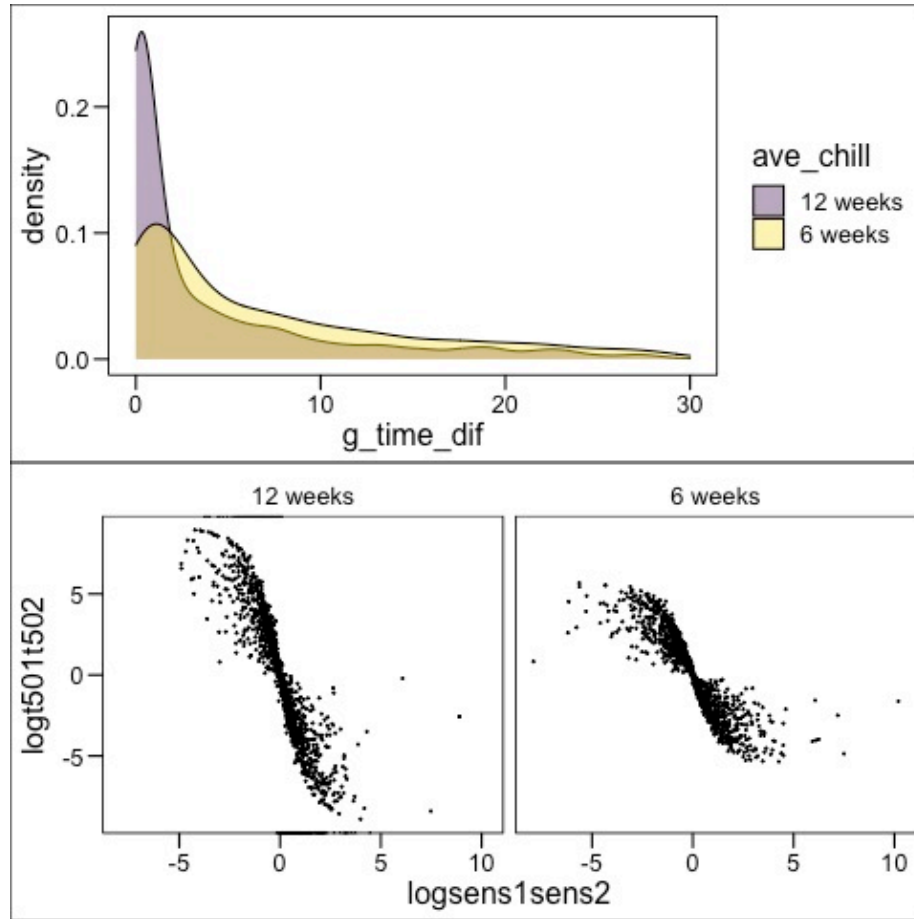 0.2
0.1
0.0
density
0 10 20 30
g_time_dif
ave_chill
12 weeks
6 weeks
12 weeks 6 weeks
5
0
-5
logt501t502
-5 0 5 10 -5 0 5 10
logsens1sens2